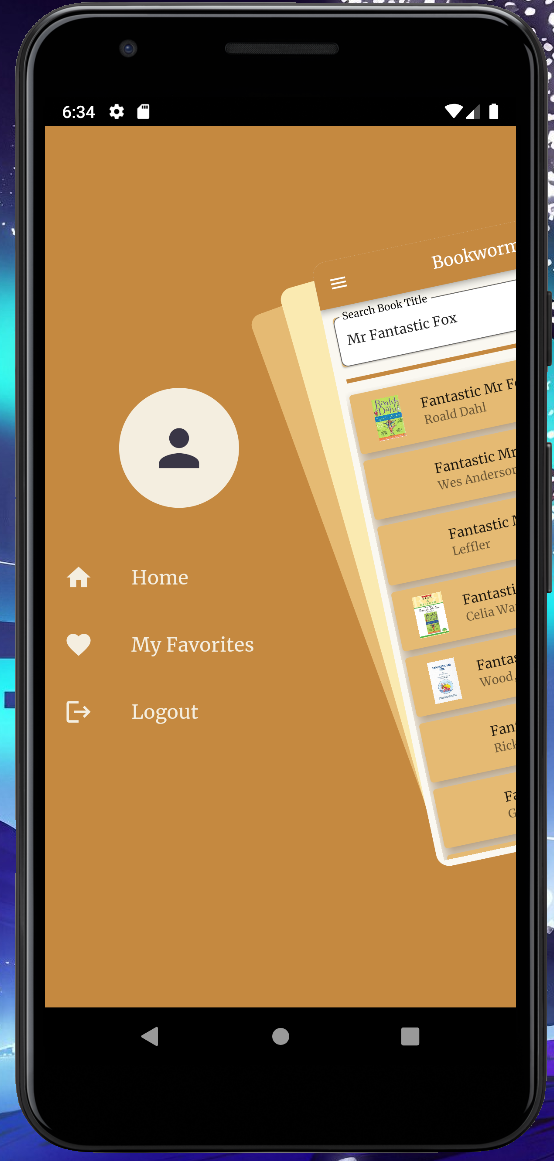 6:34
Bookworm
Search Book Title
Mr Fantastic Fox
Fantastic Mr F
Roald Dahl
Fantastic Mr
Wes Anderson
Fantastic
Leffler
Fantasti
Celia Wa
Fantas
Wood,
Fan
Rick
Fa
G
Home
My Favorites
Logout